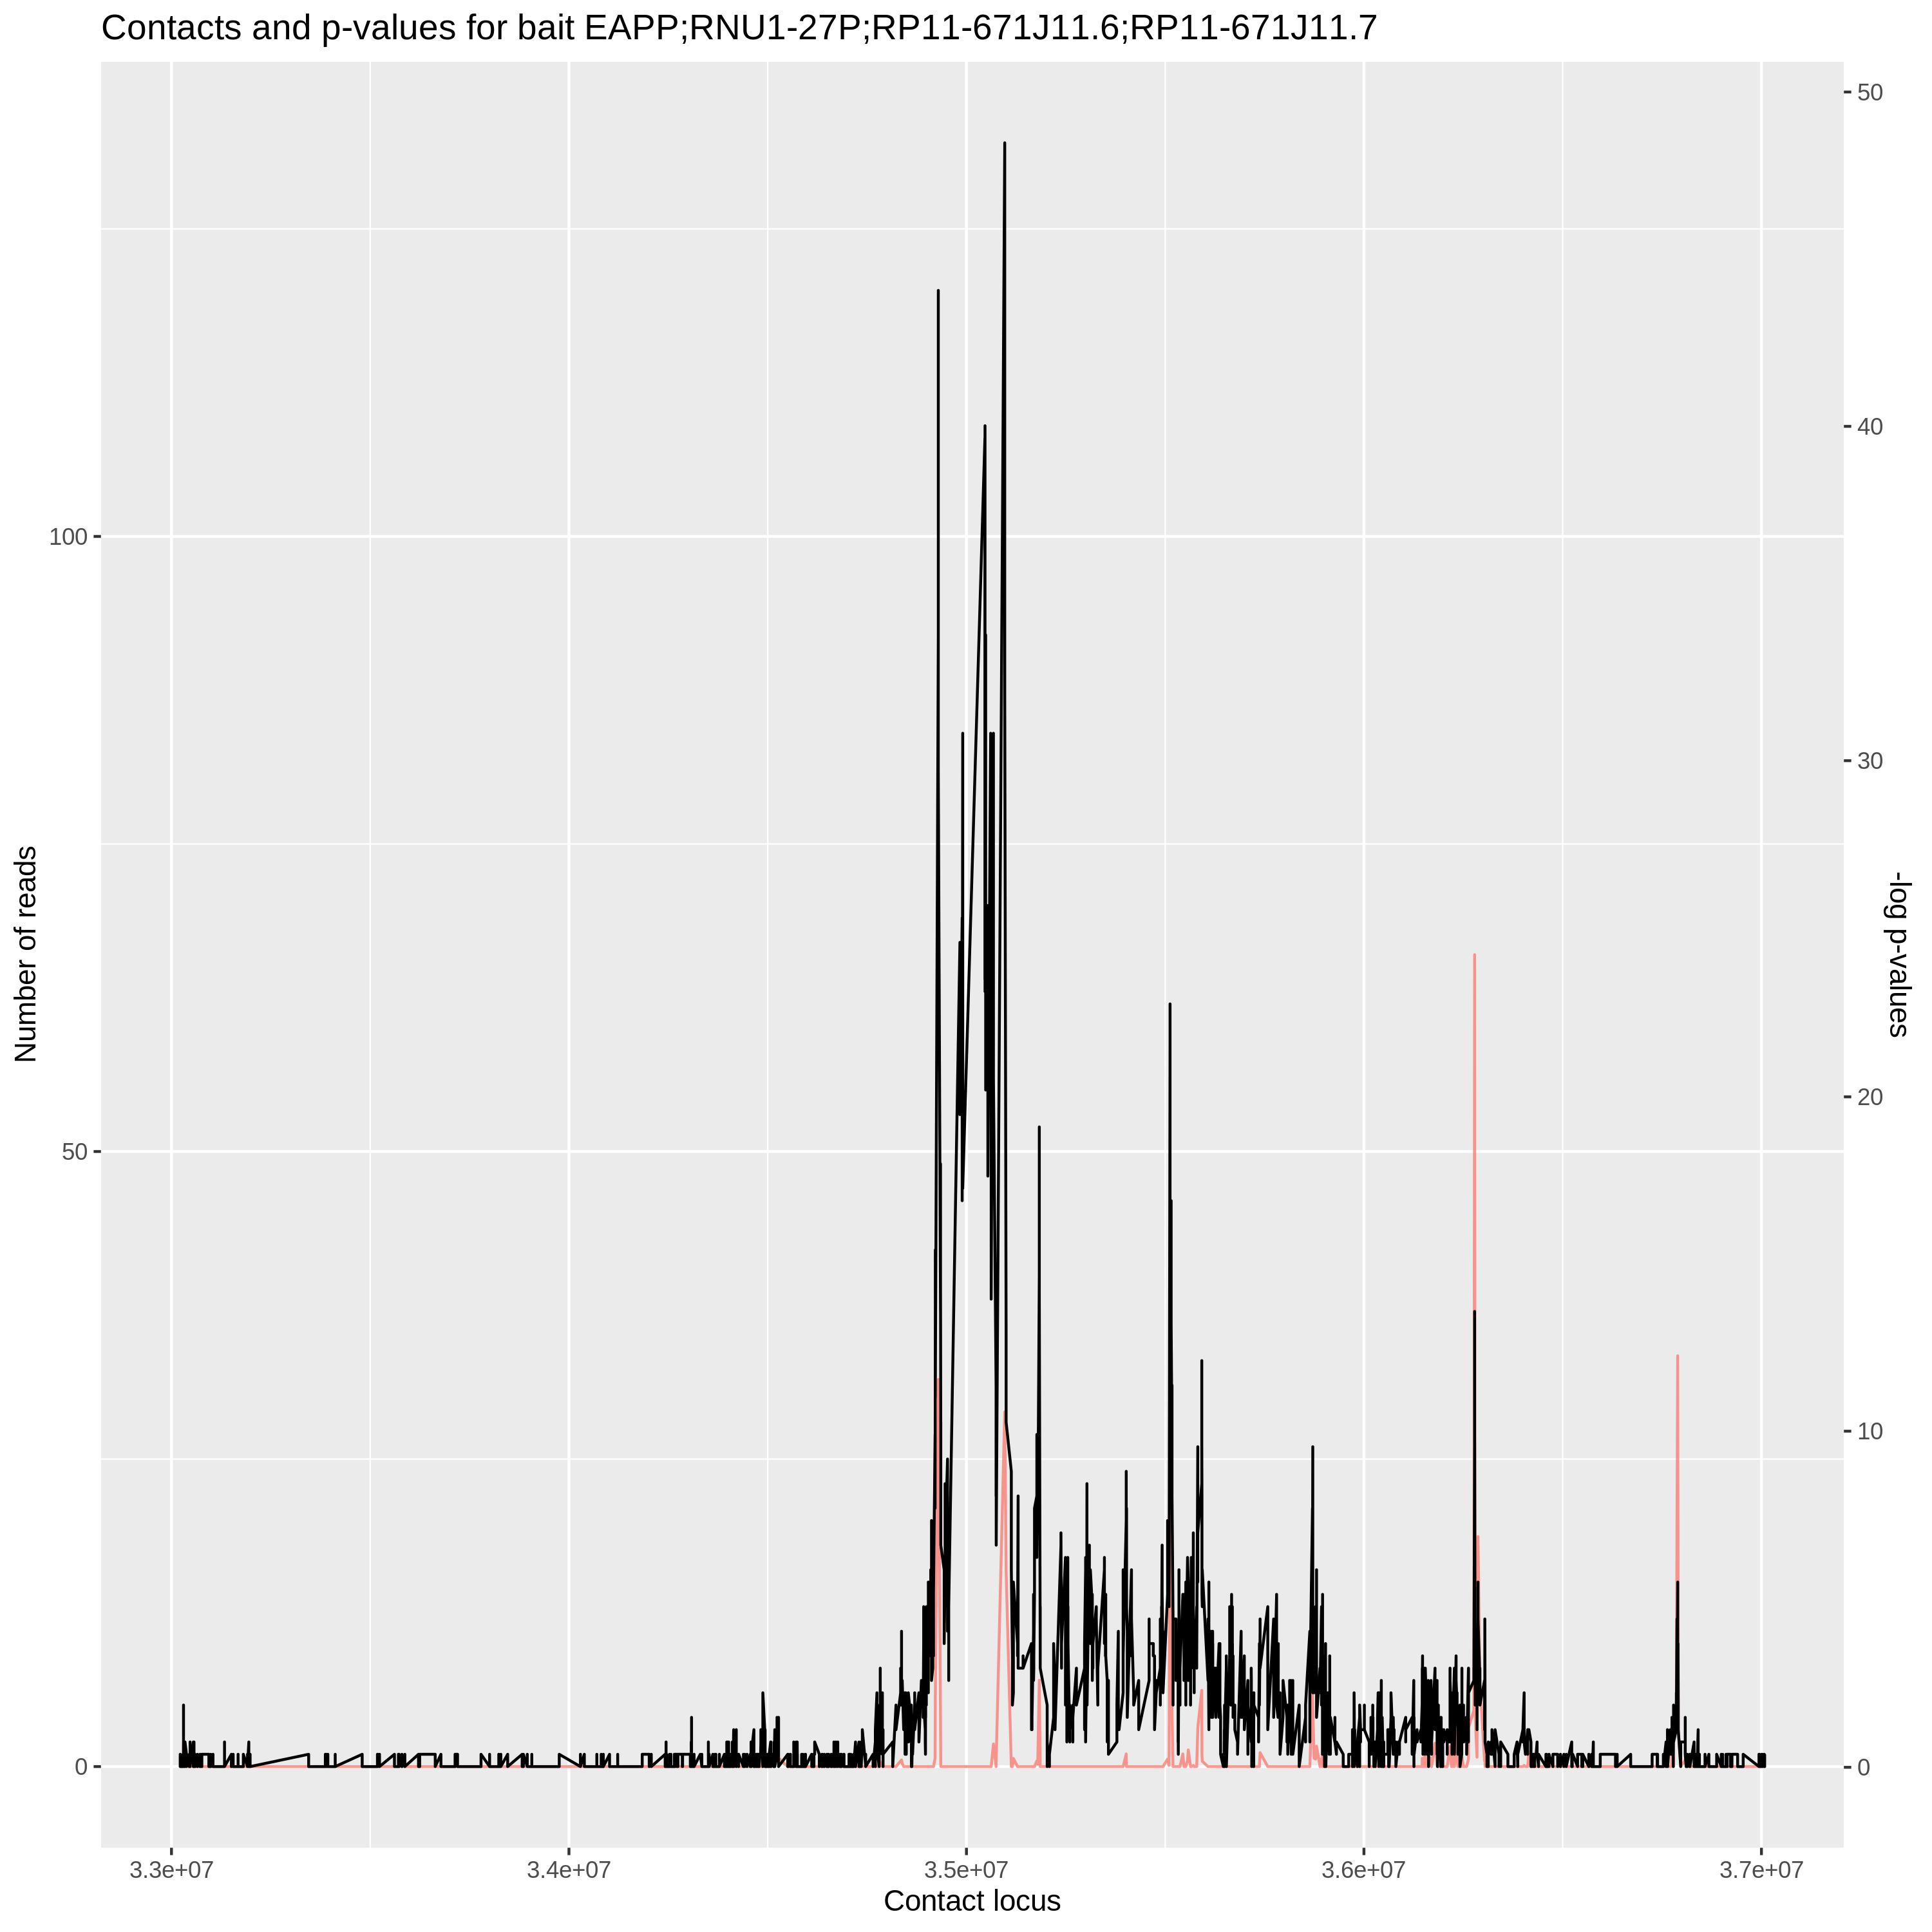 Contacts and p-values for bait EAPP;RNU1-27P;RP11-671J11.6;RP11-671J11.7
50
40
100
30
Number of reads
-log p-values
20
50
10
0
0
3.3e+07
3.4e+07
3.5e+07
3.6e+07
3.7e+07
Contact locus